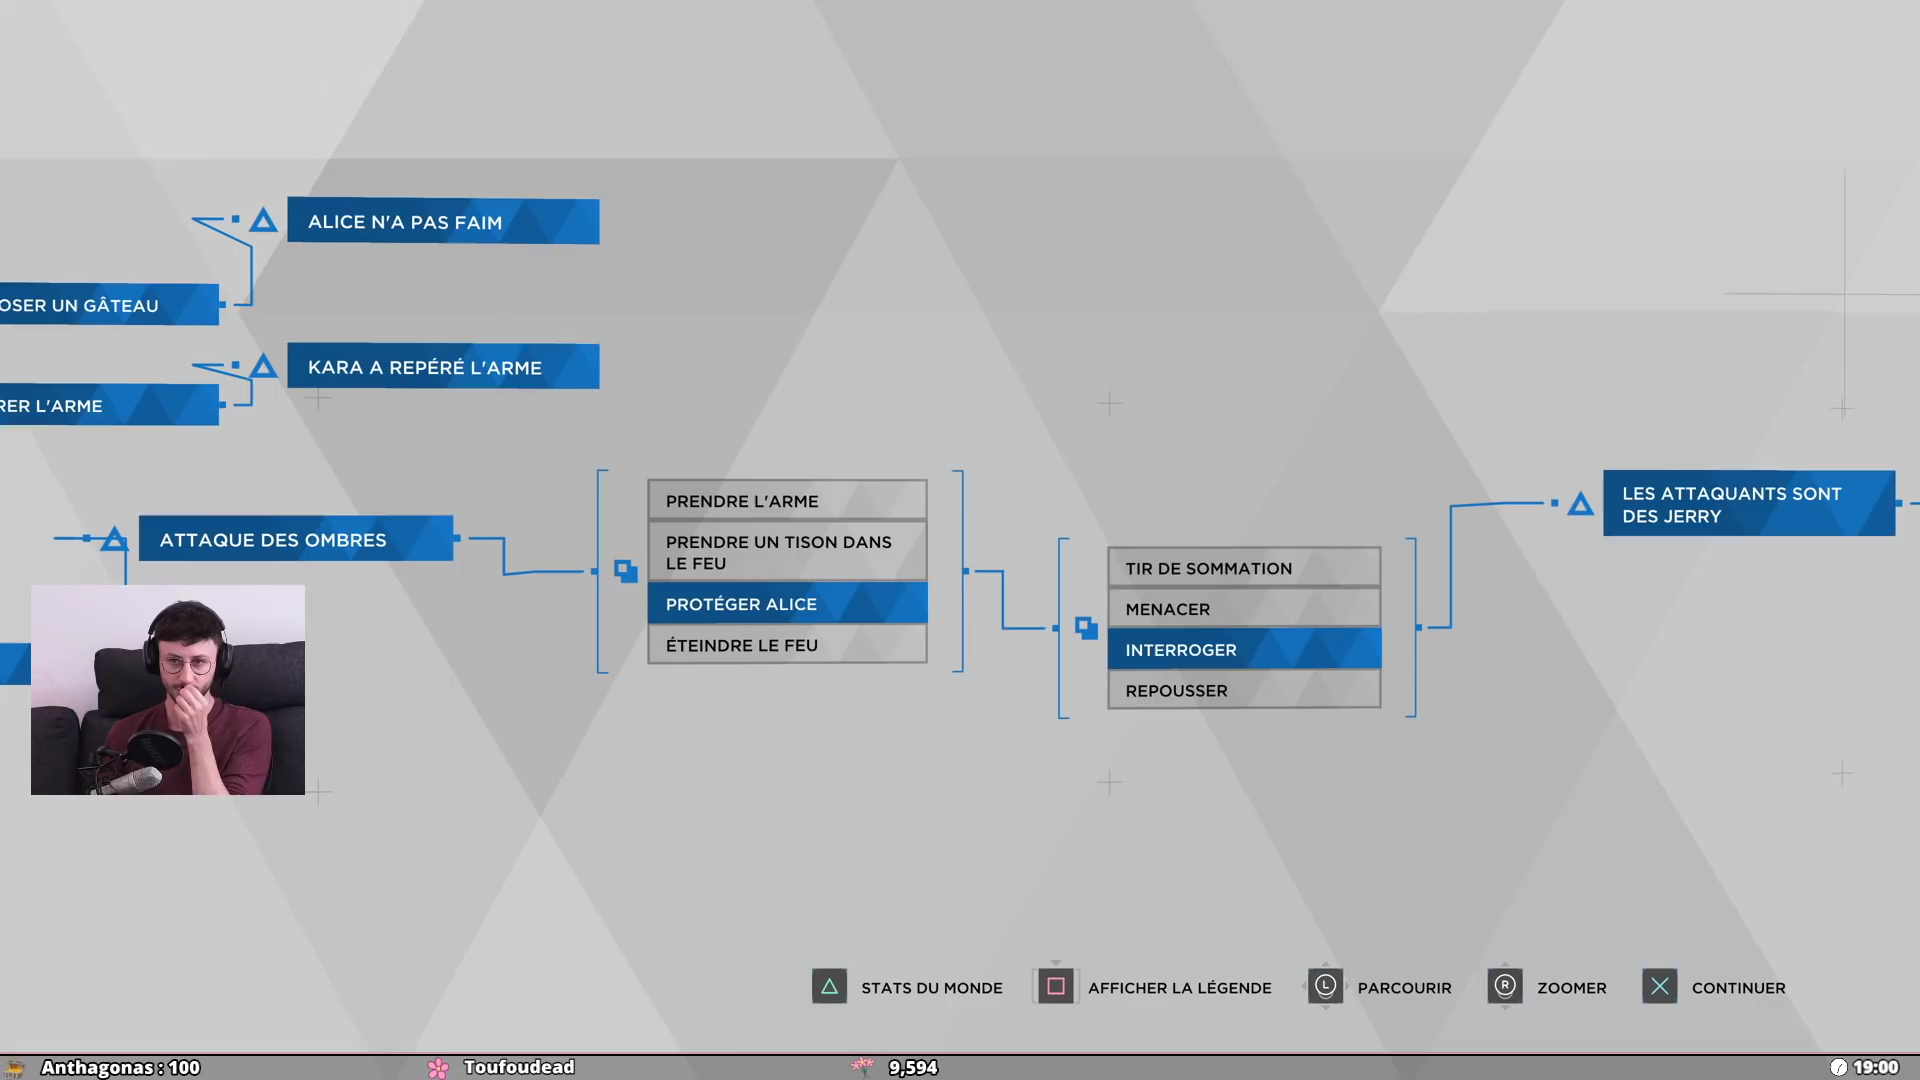 ALICE N'A PAS FAIM
OSER UN GÂTEAU
KARA A REPÉRÉ L'ARME
RER L'ARME
ATTAQUE DES OMBRES
PRENDRE L'ARME
PRENDRE UN TISON DANS
LE FEU
PROTÉGER ALICE
ÉTEINDRE LE FEU
TIR DE SOMMATION
MENACER
INTERROGER
REPOUSSER
LES ATTAQUANTS SONT
DES JERRY
STATS DU MONDE
AFFICHER LA LÉGENDE
L
PARCOURIR
R
ZOOMER
CONTINUER
Anthagonas : 100
Toufoudead
9,594
19:00